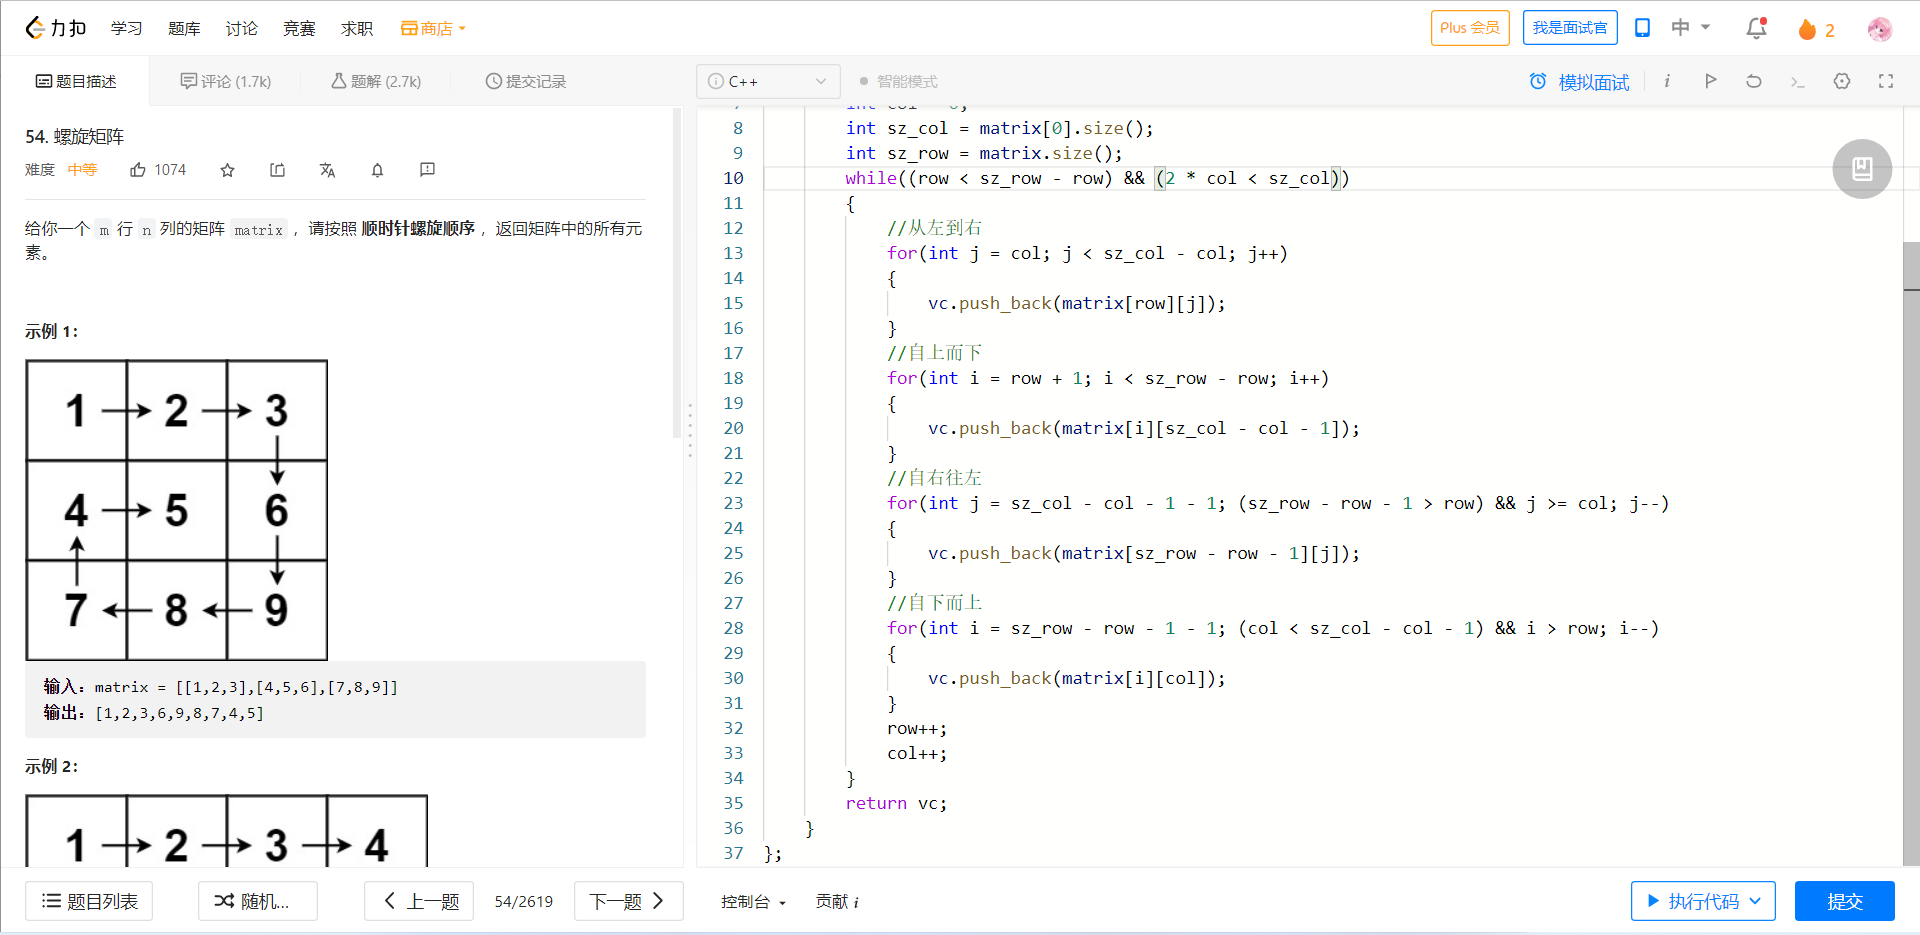 力扣 学习 题库 讨论 竞赛 求职 商店 Plus 会员 我是面试官 中 2
题目描述 评论 (1.7k) 题解 (2.7k) 提交记录
54. 螺旋矩阵
难度 中等 1074
给你一个 m 行 n 列的矩阵 matrix ，请按照 顺时针螺旋顺序 ，返回矩阵中的所有元
素。
示例 1：
1 2 3
4 5 6
7 8 9
输入：matrix = [[1,2,3],[4,5,6],[7,8,9]]
输出：[1,2,3,6,9,8,7,4,5]
示例 2：
1 2 3 4
题目列表 随机... 上一题 54/2619 下一题
i C++ 智能模式 模拟面试 i
7 int col = 0;
8 int sz_col = matrix[0].size();
9 int sz_row = matrix.size();
10 while((row < sz_row - row) && (2 * col < sz_col))
11 {
12 //从左到右
13 for(int j = col; j < sz_col - col; j++)
14 {
15 vc.push_back(matrix[row][j]);
16 }
17 //自上而下
18 for(int i = row + 1; i < sz_row - row; i++)
19 {
20 vc.push_back(matrix[i][sz_col - col - 1]);
21 }
22 //自右往左
23 for(int j = sz_col - col - 1 - 1; (sz_row - row - 1 > row) && j >= col; j--)
24 {
25 vc.push_back(matrix[sz_row - row - 1][j]);
26 }
27 //自下而上
28 for(int i = sz_row - row - 1 - 1; (col < sz_col - col - 1) && i > row; i--)
29 {
30 vc.push_back(matrix[i][col]);
31 }
32 row++;
33 col++;
34 }
35 return vc;
36 }
37 };
控制台 贡献 i 执行代码 提交